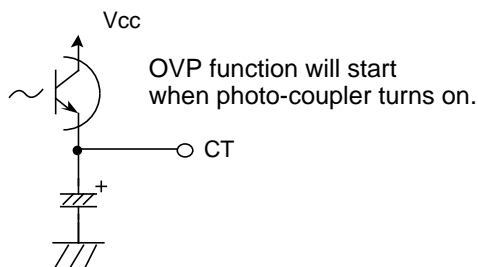 Vcc
OVP function will start
when photo-coupler turns on.
CT
+